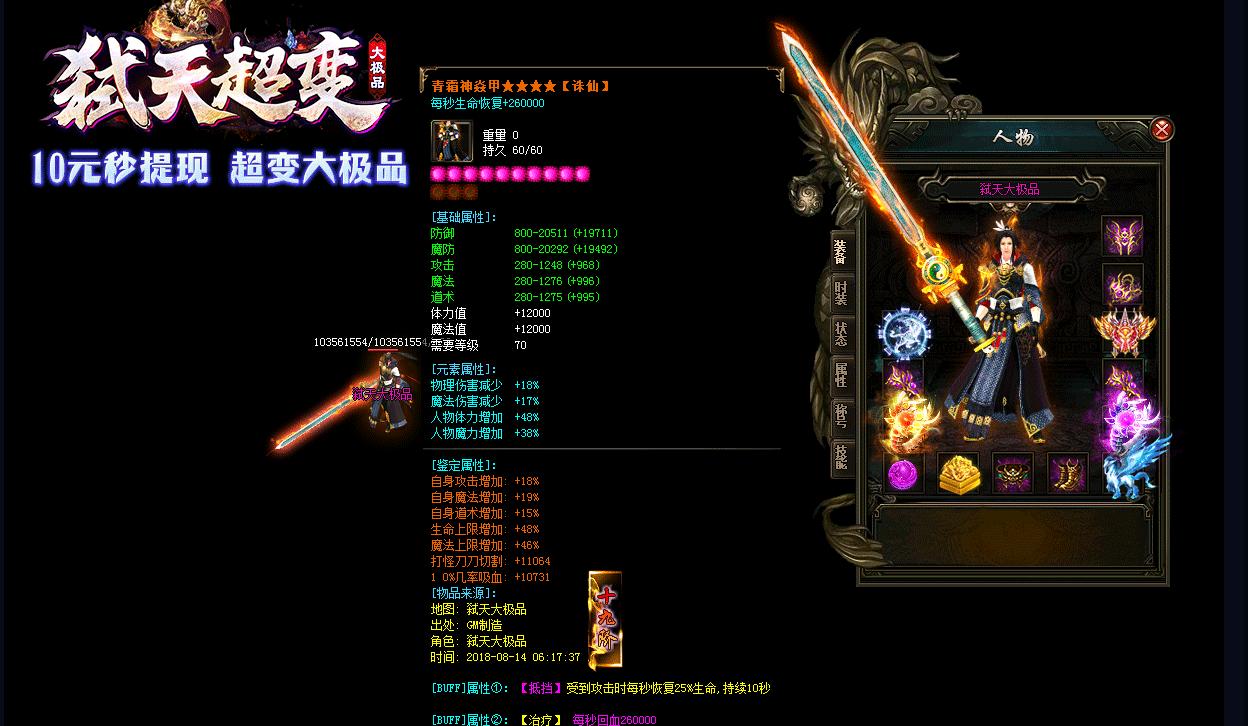 弑天超变
大极品
10元秒提现 超变大极品
103561554/103561554/
弑天大极品
青霜神焱甲★★★★【诛仙】
每秒生命恢复+260000
重量 0
持久 60/60
[基础属性]:
防御 800-20511 (+19711)
魔防 800-20292 (+19492)
攻击 280-1248 (+968)
魔法 280-1276 (+996)
道术 280-1275 (+995)
体力值 +12000
魔法值 +12000
需要等级 70
[元素属性]:
物理伤害减少 +18%
魔法伤害减少 +17%
人物体力增加 +48%
人物魔力增加 +38%
[鉴定属性]:
自身攻击增加: +18%
自身魔法增加: +19%
自身道术增加: +15%
生命上限增加: +48%
魔法上限增加: +46%
打怪刀刀切割: +11064
1 0%几率吸血: +10731
[物品来源]:
地图: 弑天大极品
出处: GM制造
角色: 弑天大极品
时间: 2018-08-14 06:17:37
十九阶
[BUFF]属性①: 【抵挡】受到攻击时每秒恢复25%生命,持续10秒
[BUFF]属性②: 【治疗】 每秒回血260000
人物
弑天大极品
装备
时装
状态
属性
称号
技能